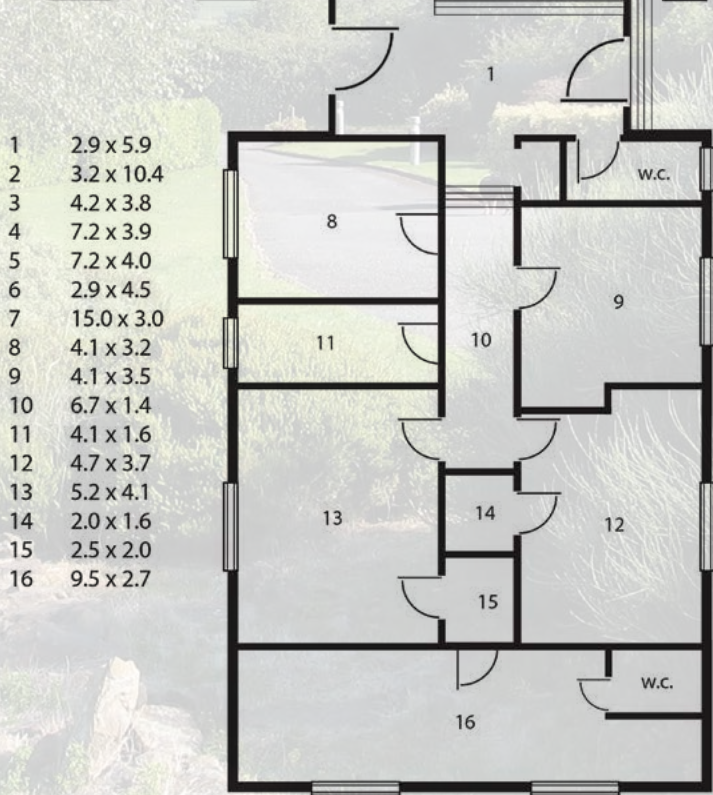 1 2.9 x 5.9
2 3.2 x 10.4
3 4.2 x 3.8
4 7.2 x 3.9
5 7.2 x 4.0
6 2.9 x 4.5
7 15.0 x 3.0
8 4.1 x 3.2
9 4.1 x 3.5
10 6.7 x 1.4
11 4.1 x 1.6
12 4.7 x 3.7
13 5.2 x 4.1
14 2.0 x 1.6
15 2.5 x 2.0
16 9.5 x 2.7
1
w.c.
8
9
11
10
13
14
12
15
w.c.
16